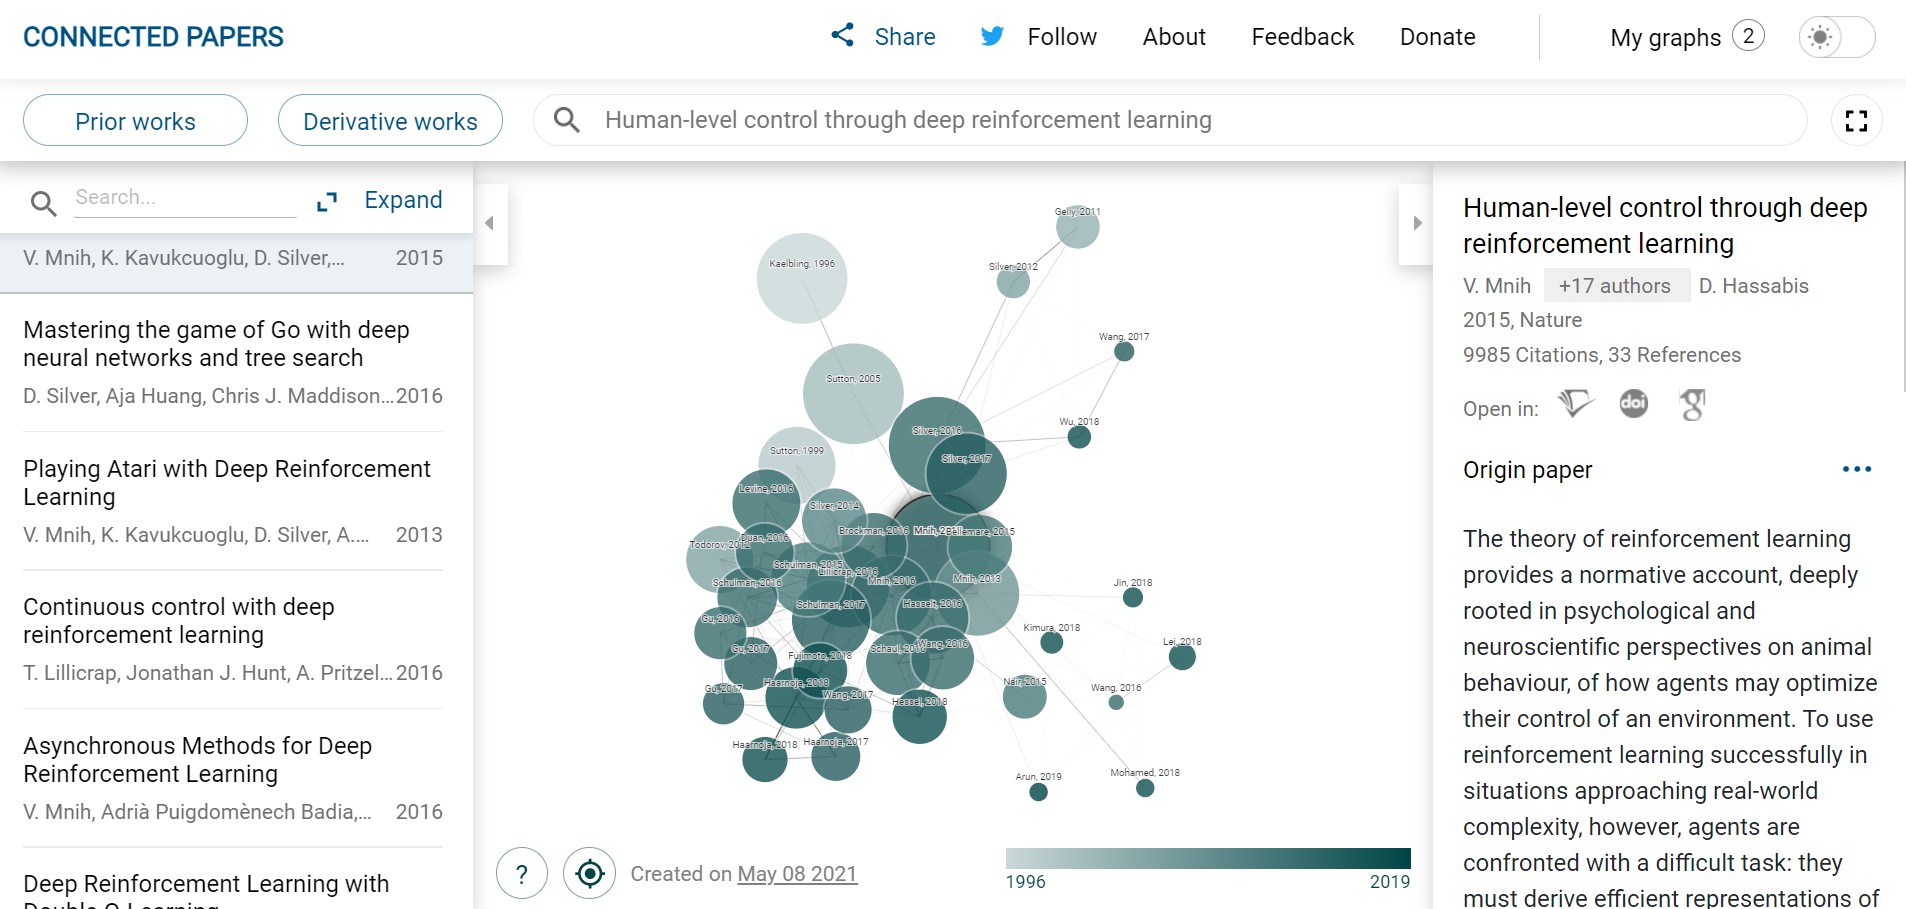 CONNECTED PAPERS
Share
Follow
About
Feedback
Donate
My graphs 2
Prior works
Derivative works
Human-level control through deep reinforcement learning
Search...
Expand
V. Mnih, K. Kavukcuoglu, D. Silver,... 2015
Mastering the game of Go with deep
neural networks and tree search
D. Silver, Aja Huang, Chris J. Maddison... 2016
Playing Atari with Deep Reinforcement
Learning
V. Mnih, K. Kavukcuoglu, D. Silver, A.... 2013
Continuous control with deep
reinforcement learning
T. Lillicrap, Jonathan J. Hunt, A. Pritzel... 2016
Asynchronous Methods for Deep
Reinforcement Learning
V. Mnih, Adrià Puigdomènech Badia,... 2016
Deep Reinforcement Learning with
Double Q-Learning
Gelly, 2011
Kaelbling, 1996
Silver, 2012
Wang, 2017
Sutton, 2005
Wu, 2018
Silver, 2016
Sutton, 1999
Silver, 2017
Levine, 2016
Silver, 2014
Brockman, 2016
Mnih, 2
Bellemare, 2015
Todorov, 2012
Duan, 2016
Schulman, 2015
Lillicrap, 2016
Schulman, 2016
Mnih, 2016
Mnih, 2013
Jin, 2018
Schulman, 2017
Hasselt, 2016
Gu, 2016
Kimura, 2018
Lei, 2018
Gu, 2017
Fujimoto, 2018
Schaul, 2016
Wang, 2016
Haarnoja, 2018
Gu, 2017
Wang, 2017
Hessel, 2018
Nair, 2015
Wang, 2016
Haarnoja, 2018
Haarnoja, 2017
Arun, 2019
Mohamed, 2018
?
Created on May 08 2021
1996
2019
Human-level control through deep
reinforcement learning
V. Mnih +17 authors D. Hassabis
2015, Nature
9985 Citations, 33 References
Open in:
doi
g
Origin paper
The theory of reinforcement learning
provides a normative account, deeply
rooted in psychological and
neuroscientific perspectives on animal
behaviour, of how agents may optimize
their control of an environment. To use
reinforcement learning successfully in
situations approaching real-world
complexity, however, agents are
confronted with a difficult task: they
must derive efficient representations of